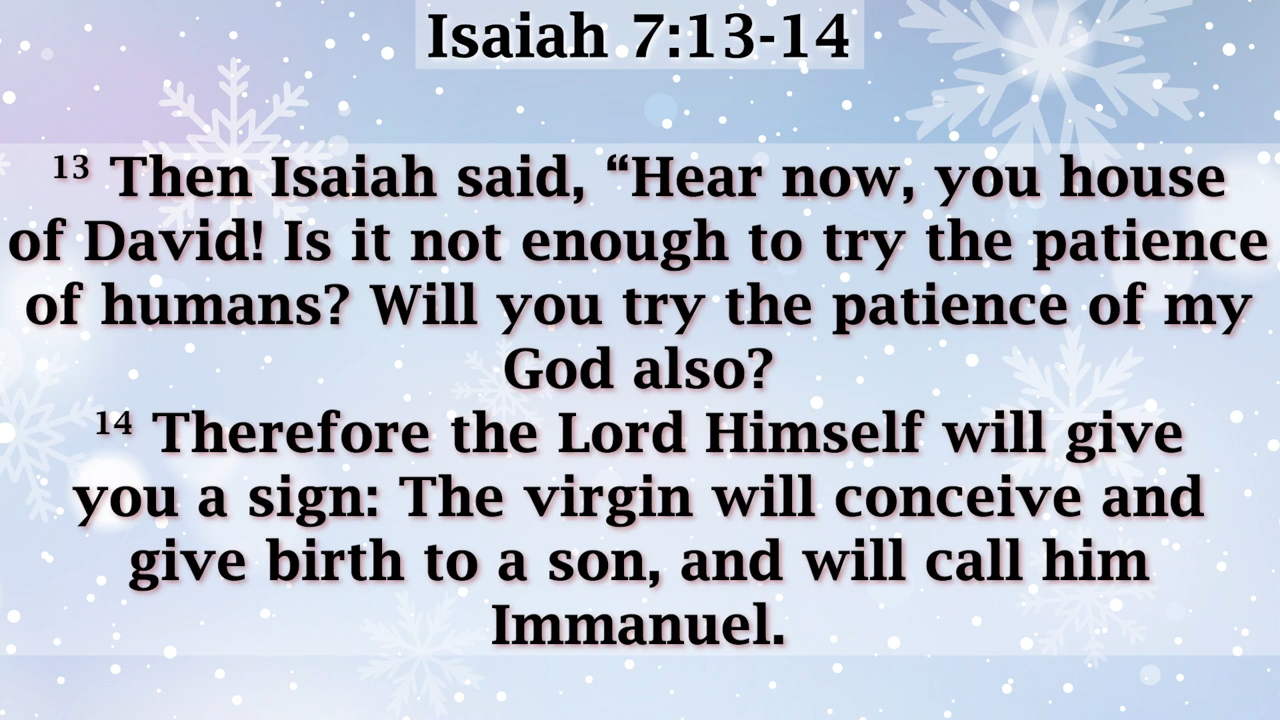 Isaiah 7:13-14
13 Then Isaiah said, “Hear now, you house
of David! Is it not enough to try the patience
of humans? Will you try the patience of my
God also?
14 Therefore the Lord Himself will give
you a sign: The virgin will conceive and
give birth to a son, and will call him
Immanuel.